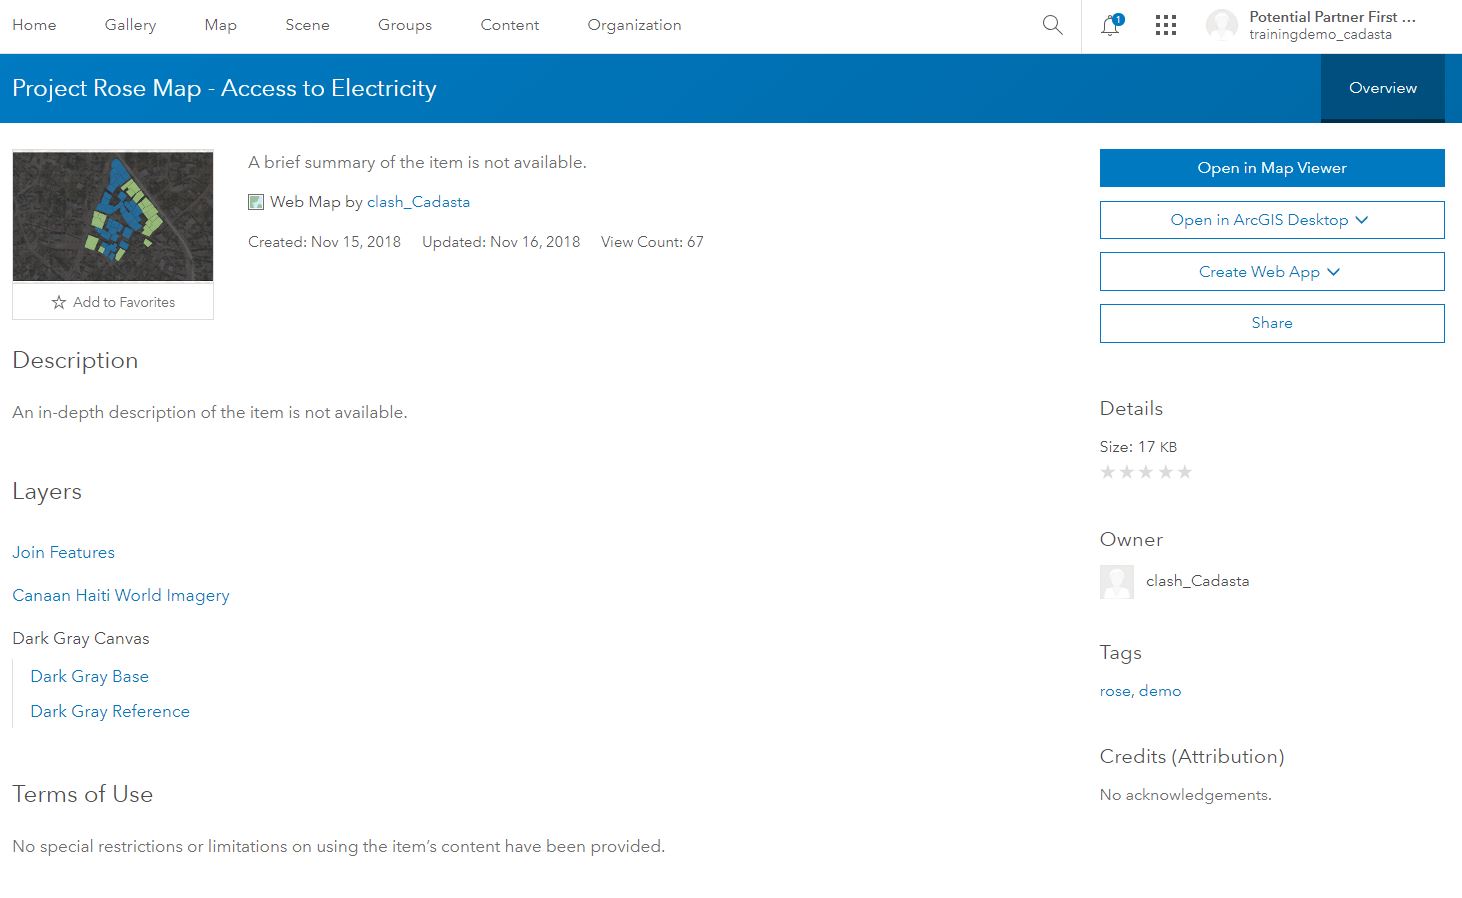 Home Gallery Map Scene Groups Content Organization
1
Potential Partner First ...
trainingdemo_cadasta
Project Rose Map - Access to Electricity
Overview
A brief summary of the item is not available.
Web Map by clash_Cadasta
Created: Nov 15, 2018 Updated: Nov 16, 2018 View Count: 67
Add to Favorites
Open in Map Viewer
Open in ArcGIS Desktop
Create Web App
Share
Description
An in-depth description of the item is not available.
Layers
Join Features
Canaan Haiti World Imagery
Dark Gray Canvas
Dark Gray Base
Dark Gray Reference
Terms of Use
No special restrictions or limitations on using the item's content have been provided.
Details
Size: 17 KB
Owner
clash_Cadasta
Tags
rose, demo
Credits (Attribution)
No acknowledgements.